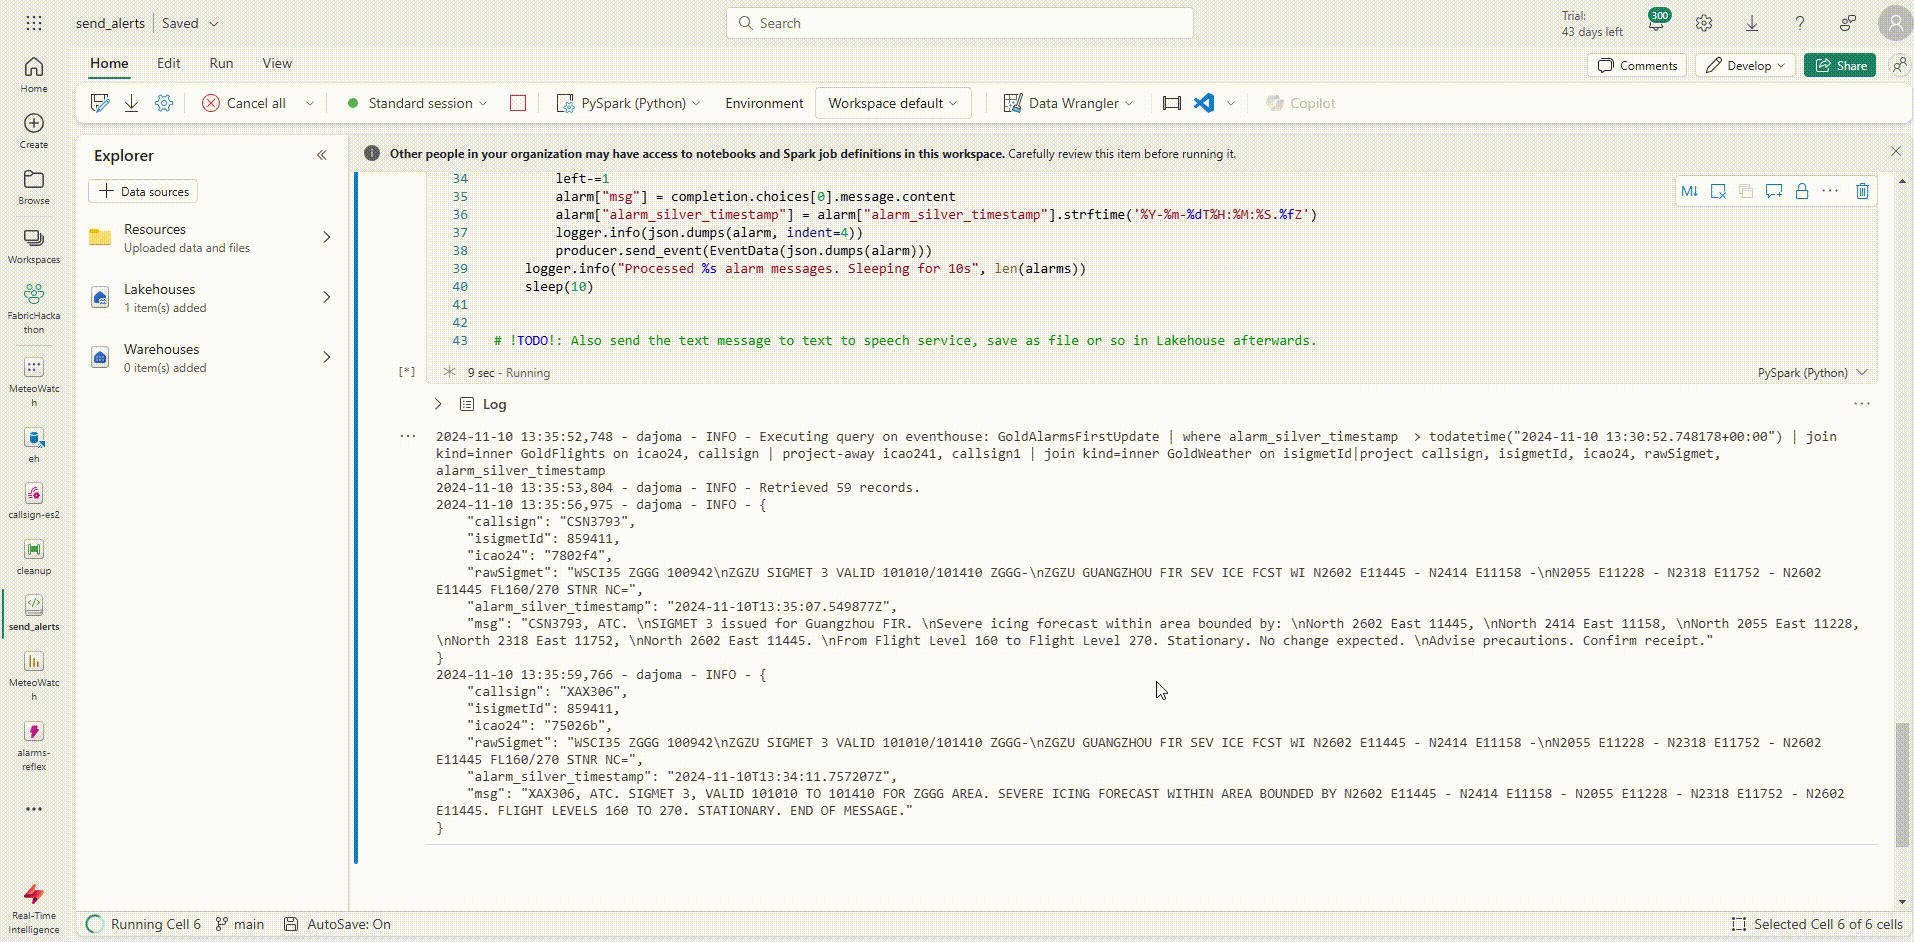 send_alerts | Saved
Search
Trial:
43 days left
300
Home Edit Run View
Comments Develop Share
Cancel all Standard session PySpark (Python) Environment Workspace default Data Wrangler Copilot
Home
Create
Browse
Workspaces
FabricHacka
thon
MeteoWatc
h
eh
callsign-es2
cleanup
send_alerts
MeteoWatc
h
alarms-
reflex
Real-Time
Intelligence
Explorer
Data sources
Resources
Uploaded data and files
Lakehouses
1 item(s) added
Warehouses
0 item(s) added
Other people in your organization may have access to notebooks and Spark job definitions in this workspace. Carefully review this item before running it.
M↓
34 left-=1
35 alarm["msg"] = completion.choices[0].message.content
36 alarm["alarm_silver_timestamp"] = alarm["alarm_silver_timestamp"].strftime('%Y-%m-%dT%H:%M:%S.%fZ')
37 logger.info(json.dumps(alarm, indent=4))
38 producer.send_event(EventData(json.dumps(alarm)))
39 logger.info("Processed %s alarm messages. Sleeping for 10s", len(alarms))
40 sleep(10)
41
42
43 # !TODO!: Also send the text message to text to speech service, save as file or so in Lakehouse afterwards.
[*] 9 sec - Running PySpark (Python)
Log
2024-11-10 13:35:52,748 - dajoma - INFO - Executing query on eventhouse: GoldAlarmsFirstUpdate | where alarm_silver_timestamp > todatetime("2024-11-10 13:30:52.748178+00:00") | join
kind=inner GoldFlights on icao24, callsign | project-away icao241, callsign1 | join kind=inner GoldWeather on isigmetId|project callsign, isigmetId, icao24, rawSigmet,
alarm_silver_timestamp
2024-11-10 13:35:53,804 - dajoma - INFO - Retrieved 59 records.
2024-11-10 13:35:56,975 - dajoma - INFO - {
"callsign": "CSN3793",
"isigmetId": 859411,
"icao24": "7802f4",
"rawSigmet": "WSCI35 ZGGG 100942\nZGZU SIGMET 3 VALID 101010/101410 ZGGG-\nZGZU GUANGZHOU FIR SEV ICE FCST WI N2602 E11445 - N2414 E11158 -\nN2055 E11228 - N2318 E11752 - N2602
E11445 FL160/270 STNR NC=",
"alarm_silver_timestamp": "2024-11-10T13:35:07.549877Z",
"msg": "CSN3793, ATC. \nSIGMET 3 issued for Guangzhou FIR. \nSevere icing forecast within area bounded by: \nNorth 2602 East 11445, \nNorth 2414 East 11158, \nNorth 2055 East 11228,
\nNorth 2318 East 11752, \nNorth 2602 East 11445. \nFrom Flight Level 160 to Flight Level 270. Stationary. No change expected. \nAdvise precautions. Confirm receipt."
}
2024-11-10 13:35:59,766 - dajoma - INFO - {
"callsign": "XAX306",
"isigmetId": 859411,
"icao24": "75026b",
"rawSigmet": "WSCI35 ZGGG 100942\nZGZU SIGMET 3 VALID 101010/101410 ZGGG-\nZGZU GUANGZHOU FIR SEV ICE FCST WI N2602 E11445 - N2414 E11158 -\nN2055 E11228 - N2318 E11752 - N2602
E11445 FL160/270 STNR NC=",
"alarm_silver_timestamp": "2024-11-10T13:34:11.757207Z",
"msg": "XAX306, ATC. SIGMET 3, VALID 101010 TO 101410 FOR ZGGG AREA. SEVERE ICING FORECAST WITHIN AREA BOUNDED BY N2602 E11445 - N2414 E11158 - N2055 E11228 - N2318 E11752 - N2602
E11445. FLIGHT LEVELS 160 TO 270. STATIONARY. END OF MESSAGE."
}
Running Cell 6 main AutoSave: On Selected Cell 6 of 6 cells